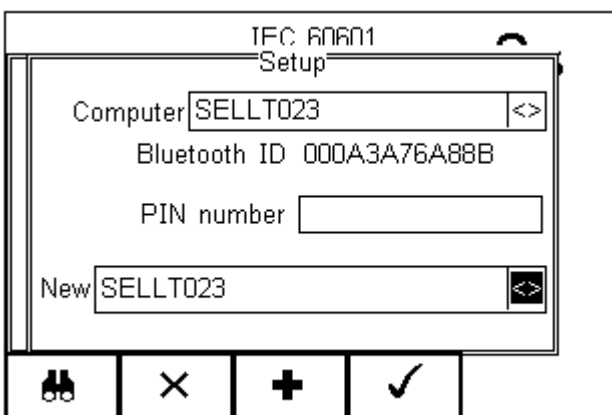 IEC 60601
Setup
Computer SELLT023 <>
Bluetooth ID 000A3A76A88B
PIN number
New SELLT023 <>